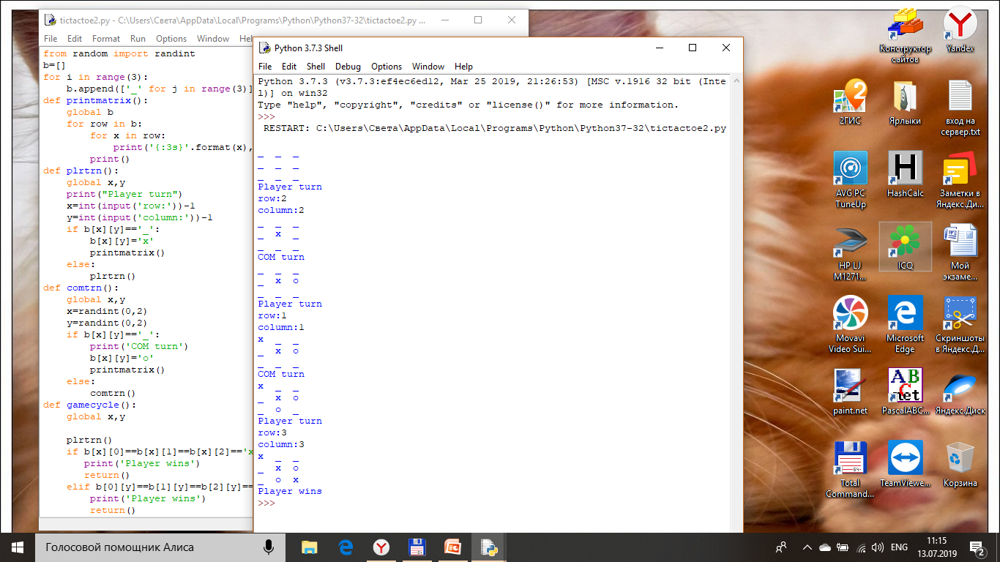 tictactoe2.py - C:\Users\Света\AppData\Local\Programs\Python\Python37-32\tictactoe2.py ...
File Edit Format Run Options Window Hel
from random import randint
b=[]
for i in range(3):
    b.append(['_' for j in range(3)]
def printmatrix():
    global b
    for row in b:
        for x in row:
            print('{:3s}'.format(x),
        print()
def plrtrn():
    global x,y
    print("Player turn")
    x=int(input('row:'))-1
    y=int(input('column:'))-1
    if b[x][y]=='_':
        b[x][y]='x'
        printmatrix()
    else:
        plrtrn()
def comtrn():
    global x,y
    x=randint(0,2)
    y=randint(0,2)
    if b[x][y]=='_':
        print('COM turn')
        b[x][y]='o'
        printmatrix()
    else:
        comtrn()
def gamecycle():
    global x,y
    plrtrn()
    if b[x][0]==b[x][1]==b[x][2]=='x
       print('Player wins')
       return()
    elif b[0][y]==b[1][y]==b[2][y]==
        print('Player wins')
        return()
Python 3.7.3 Shell
File Edit Shell Debug Options Window Help
Python 3.7.3 (v3.7.3:ef4ec6ed12, Mar 25 2019, 21:26:53) [MSC v.1916 32 bit (Inte
l)] on win32
Type "help", "copyright", "credits" or "license()" for more information.
>>>
 RESTART: C:\Users\Света\AppData\Local\Programs\Python\Python37-32\tictactoe2.py
_  _  _
_  _  _
_  _  _
Player turn
row:2
column:2
_  _  _
_  x  _
_  _  _
COM turn
_  _  _
_  x  o
_  _  _
Player turn
row:1
column:1
x  _  _
_  x  o
_  _  _
COM turn
x  _  _
_  x  o
_  o  _
Player turn
row:3
column:3
x  _  _
_  x  o
_  o  x
Player wins
>>>
Конструктор
сайтов
Yandex
2ГИС
Ярлыки
вход на
сервер.txt
AVG PC
TuneUp
HashCalc
Заметки в
Яндекс.Ди...
HP LJ
M1271...
ICQ
Мой
экзаме...
Movavi
Video Sui...
Microsoft
Edge
Скриншоты
в Яндекс.Д...
paint.net
PascalABC...
Яндекс.Диск
Total
Command...
TeamViewe...
Корзина
Голосовой помощник Алиса
ENG
11:15
13.07.2019
2